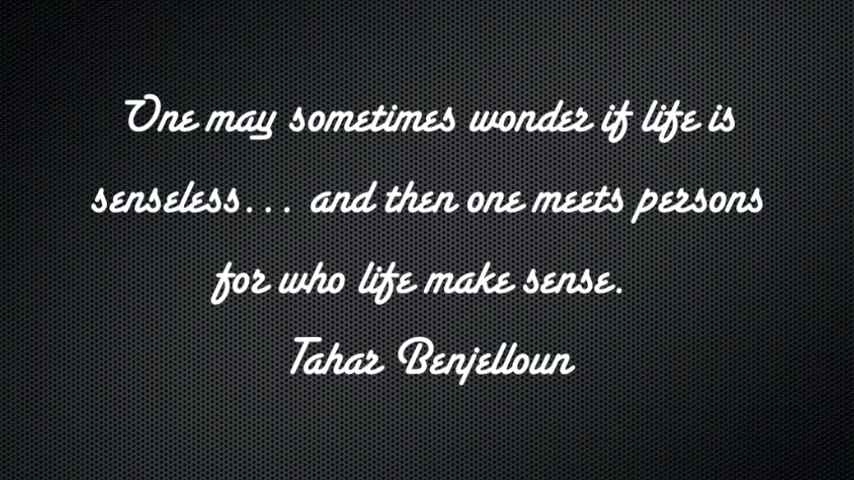 One may sometimes wonder if life is
senseless... and then one meets persons
for who life make sense.
Tahar Benjelloun